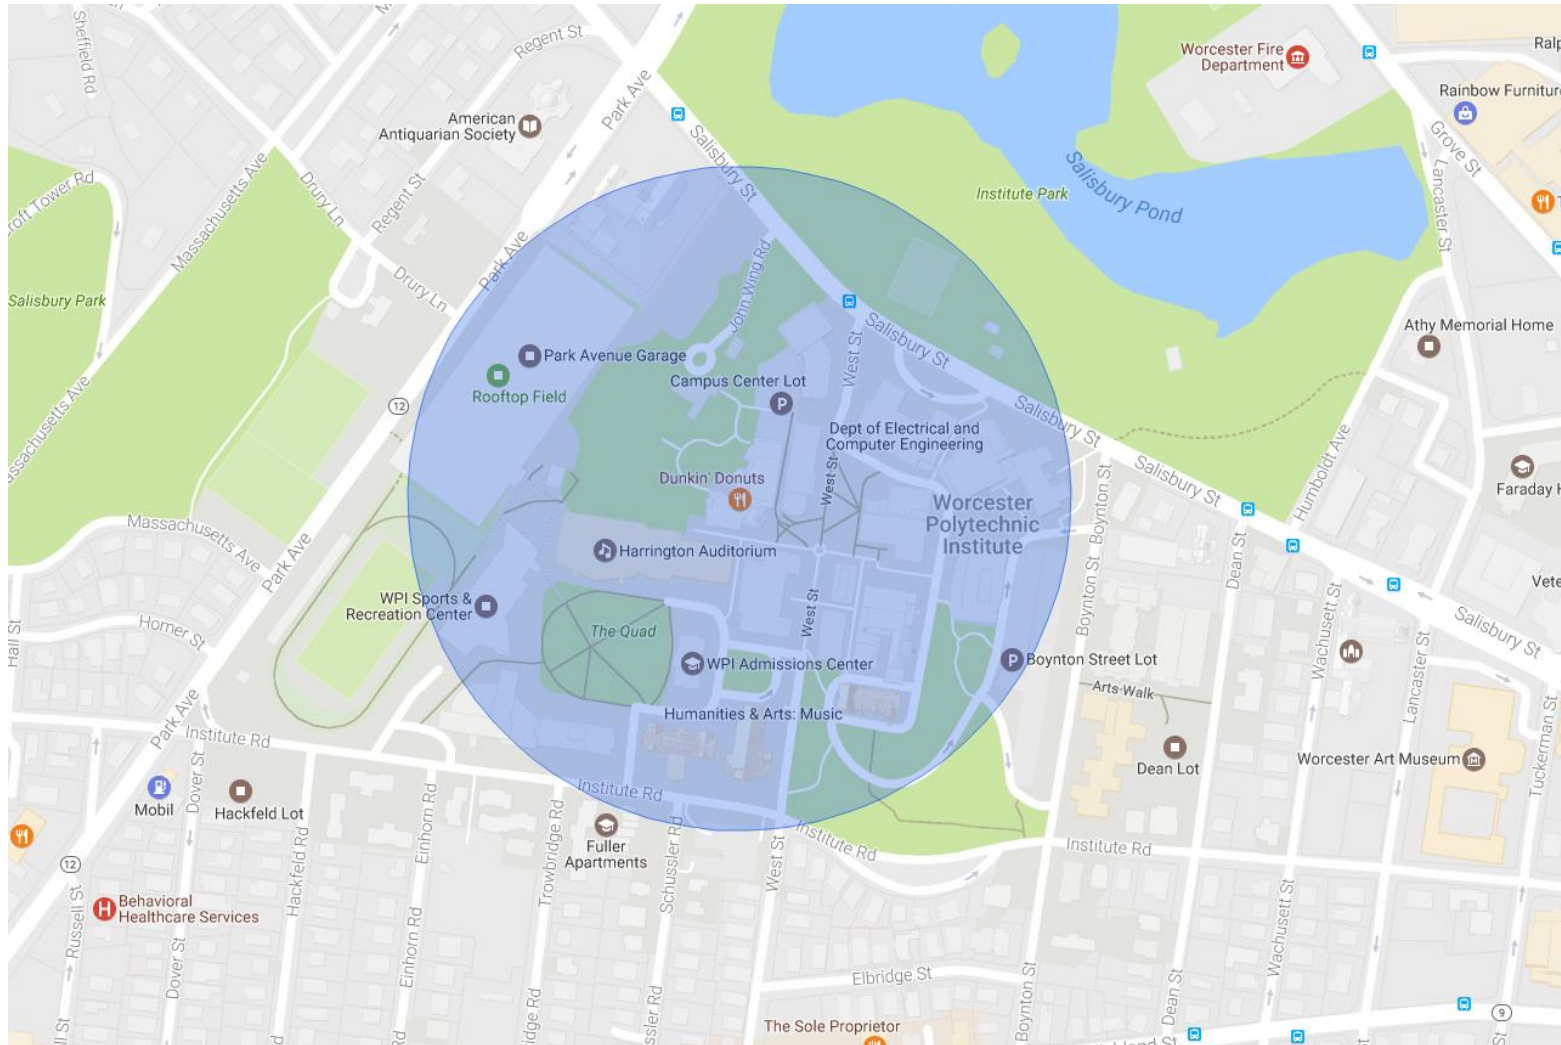 Sheffield Rd
Regent St
Park Ave
American
Antiquarian Society
Worcester Fire
Department
Ralp
Rainbow Furniture
Grove St
Lancaster St
Salisbury St
Salisbury Pond
Institute Park
Croft Tower Rd
Massachusetts Ave
Drury Ln
Regent St
Park Ave
Drury Ln
Salisbury Park
John Wing Rd
Salisbury St
West St
Athy Memorial Home
Park Avenue Garage
Rooftop Field
Campus Center Lot
Massachusetts Ave
12
Salisbury St
Dept of Electrical and
Computer Engineering
Salisbury St
Humboldt Ave
Dunkin' Donuts
West St
Worcester
Polytechnic
Institute
Boynton St
Faraday H
Massachusetts Ave
Park Ave
Harrington Auditorium
Dean St
Vete
WPI Sports &
Recreation Center
Homer St
Hall St
The Quad
West St
Boynton St
Wachusett St
Salisbury St
WPI Admissions Center
Boynton Street Lot
Arts Walk
Lancaster St
Park Ave
Institute Rd
Humanities & Arts: Music
Dean Lot
Worcester Art Museum
Tuckerman St
Mobil
Dover St
Hackfeld Lot
Institute Rd
Fuller
Apartments
Institute Rd
Institute Rd
12
Russell St
Behavioral
Healthcare Services
Hackfeld Rd
Einhorn Rd
Trowbridge Rd
Schussler Rd
West St
Wachusett St
Dover St
Einhorn Rd
Elbridge St
Boynton St
Dean St
The Sole Proprietor
9